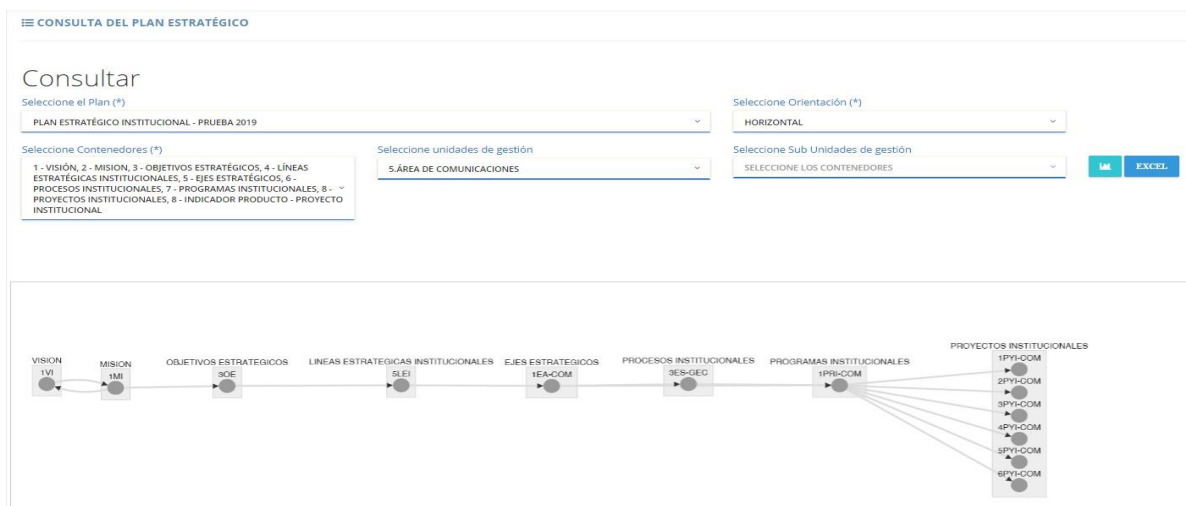 CONSULTA DEL PLAN ESTRATÉGICO
Consultar
Seleccione el Plan (*)
Seleccione Orientación (*)
PLAN ESTRATÉGICO INSTITUCIONAL - PRUEBA 2019
HORIZONTAL
Seleccione Contenedores (*)
Seleccione unidades de gestión
Seleccione Sub Unidades de gestión
1 - VISIÓN, 2 - MISION, 3 - OBJETIVOS ESTRATÉGICOS, 4 - LÍNEAS
ESTRATÉGICAS INSTITUCIONALES, 5 - EJES ESTRATÉGICOS, 6 -
PROCESOS INSTITUCIONALES, 7 - PROGRAMAS INSTITUCIONALES, 8 -
PROYECTOS INSTITUCIONALES, 8 - INDICADOR PRODUCTO - PROYECTO
INSTITUCIONAL
5.ÁREA DE COMUNICACIONES
SELECCIONE LOS CONTENEDORES
EXCEL
VISION
1VI
MISION
1MI
OBJETIVOS ESTRATEGICOS
3OE
LINEAS ESTRATEGICAS INSTITUCIONALES
5LEI
EJES ESTRATEGICOS
1EA-COM
PROCESOS INSTITUCIONALES
3ES-GEC
PROGRAMAS INSTITUCIONALES
1PRI-COM
PROYECTOS INSTITUCIONALES
1PYI-COM
2PYI-COM
3PYI-COM
4PYI-COM
5PYI-COM
6PYI-COM